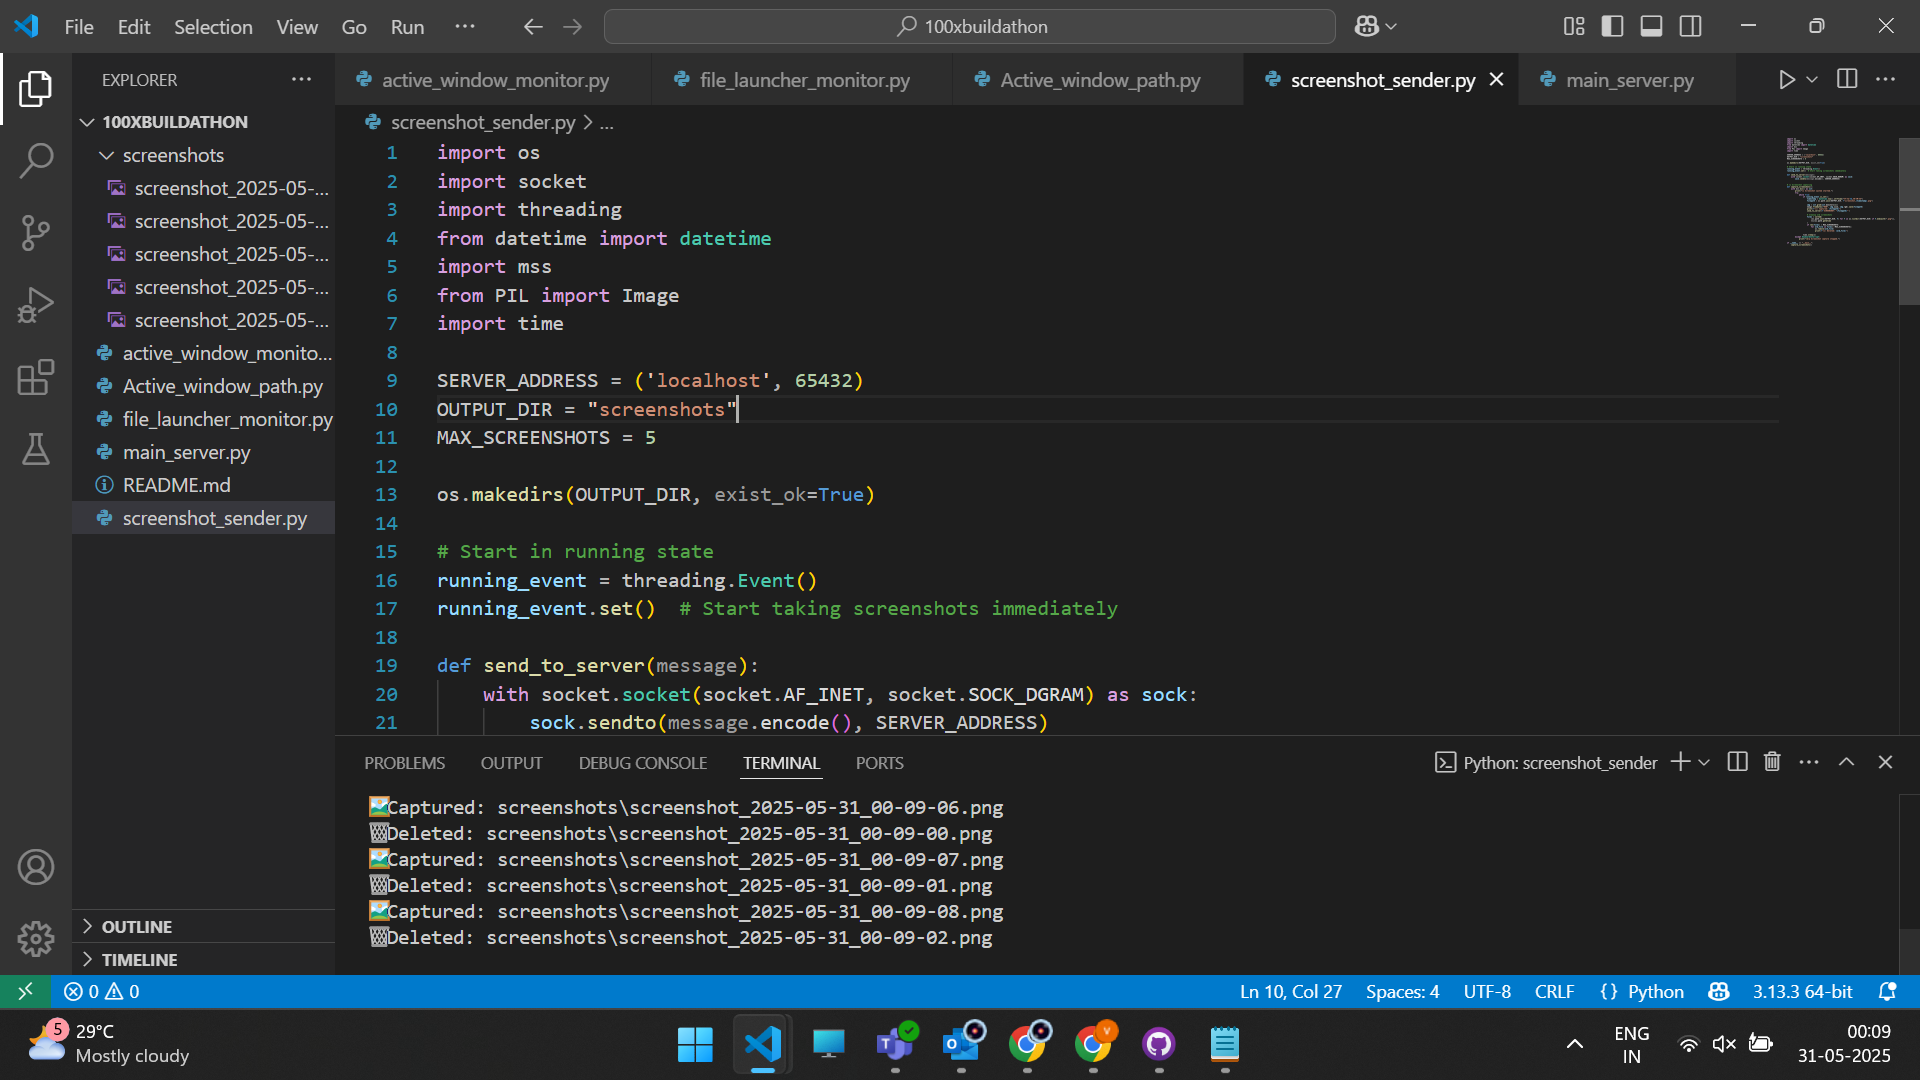 File Edit Selection View Go Run ···
100xbuildathon
EXPLORER ···
active_window_monitor.py
file_launcher_monitor.py
Active_window_path.py
screenshot_sender.py
main_server.py
100XBUILDATHON
screenshots
screenshot_2025-05-...
screenshot_2025-05-...
screenshot_2025-05-...
screenshot_2025-05-...
screenshot_2025-05-...
active_window_monito...
Active_window_path.py
file_launcher_monitor.py
main_server.py
README.md
screenshot_sender.py
OUTLINE
TIMELINE
screenshot_sender.py > ...
1 import os
2 import socket
3 import threading
4 from datetime import datetime
5 import mss
6 from PIL import Image
7 import time
8
9 SERVER_ADDRESS = ('localhost', 65432)
10 OUTPUT_DIR = "screenshots"
11 MAX_SCREENSHOTS = 5
12
13 os.makedirs(OUTPUT_DIR, exist_ok=True)
14
15 # Start in running state
16 running_event = threading.Event()
17 running_event.set()  # Start taking screenshots immediately
18
19 def send_to_server(message):
20     with socket.socket(socket.AF_INET, socket.SOCK_DGRAM) as sock:
21         sock.sendto(message.encode(), SERVER_ADDRESS)
PROBLEMS OUTPUT DEBUG CONSOLE TERMINAL PORTS
Python: screenshot_sender
Captured: screenshots\screenshot_2025-05-31_00-09-06.png
Deleted: screenshots\screenshot_2025-05-31_00-09-00.png
Captured: screenshots\screenshot_2025-05-31_00-09-07.png
Deleted: screenshots\screenshot_2025-05-31_00-09-01.png
Captured: screenshots\screenshot_2025-05-31_00-09-08.png
Deleted: screenshots\screenshot_2025-05-31_00-09-02.png
0 0
Ln 10, Col 27 Spaces: 4 UTF-8 CRLF {} Python 3.13.3 64-bit
5
29°C
Mostly cloudy
ENG
IN
00:09
31-05-2025